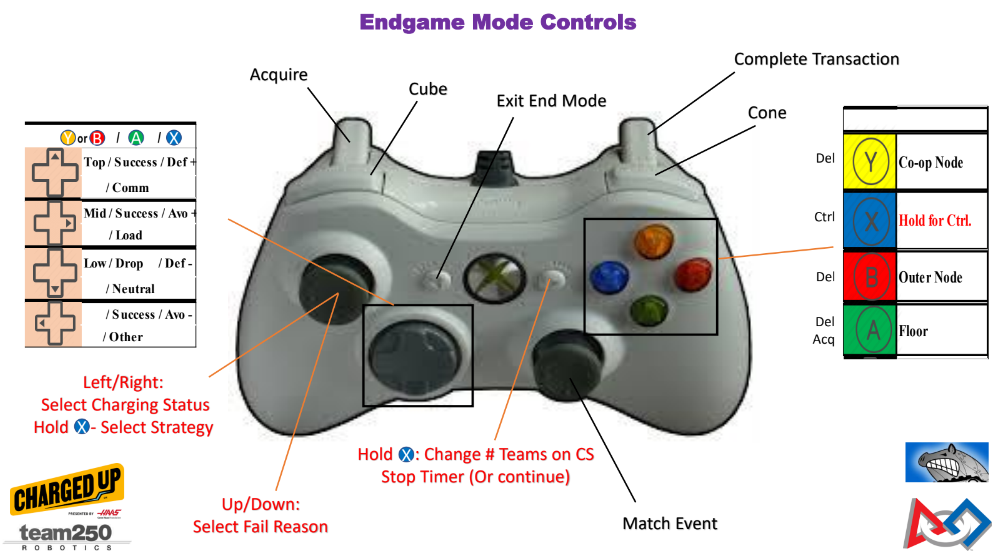 Endgame Mode Controls
Acquire
Cube
Exit End Mode
Complete Transaction
Cone
Y or B / A / X
Top / Success / Def +
/ Comm
Mid / Success / Avo +
/ Load
Low / Drop / Def -
/ Neutral
/ Success / Avo -
/ Other
Del Y Co-op Node
Ctrl X Hold for Ctrl.
Del B Outer Node
Del
Acq A Floor
Left/Right:
Select Charging Status
Hold X - Select Strategy
Up/Down:
Select Fail Reason
Hold X: Change # Teams on CS
Stop Timer (Or continue)
Match Event
CHARGED UP
PRESENTED BY HAAS
team250
ROBOTICS